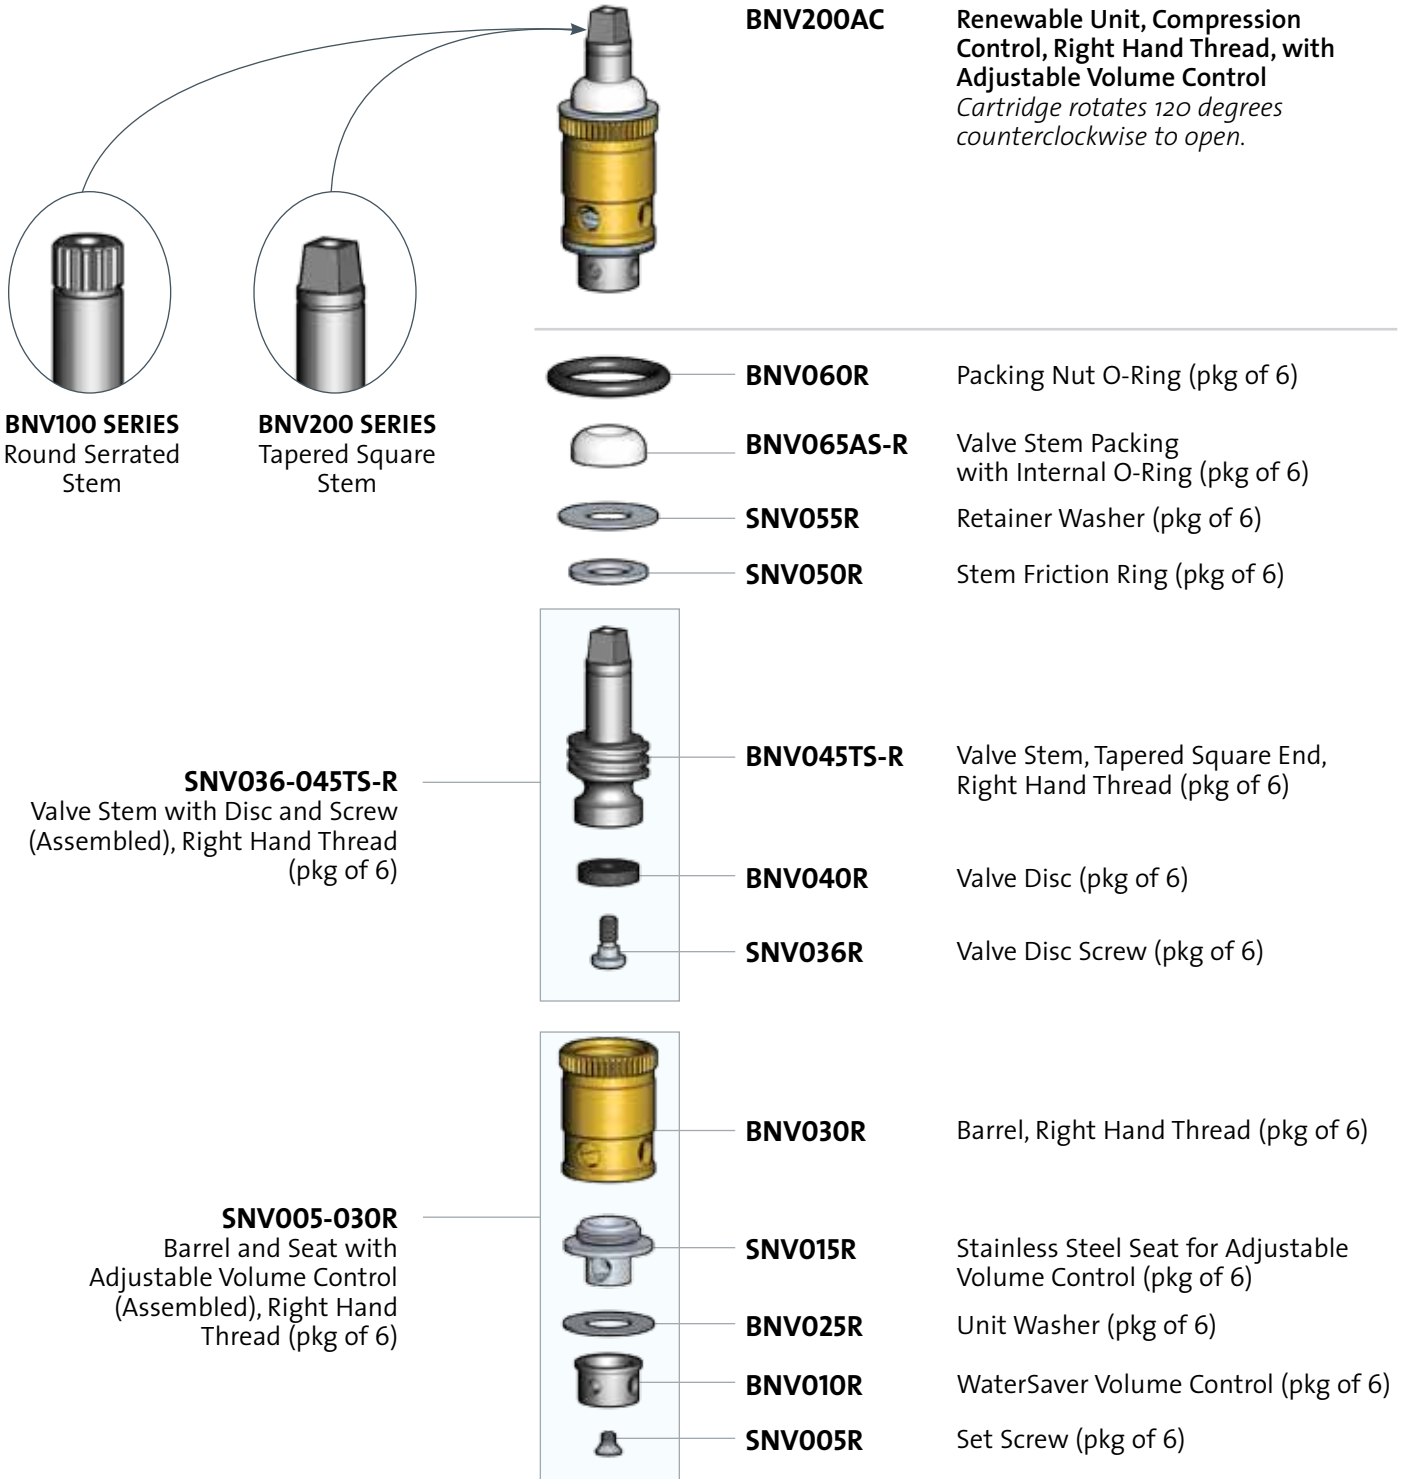 BNV200AC
Renewable Unit, Compression
Control, Right Hand Thread, with
Adjustable Volume Control
Cartridge rotates 120 degrees
counterclockwise to open.
BNV100 SERIES
Round Serrated
Stem
BNV200 SERIES
Tapered Square
Stem
BNV060R
Packing Nut O-Ring (pkg of 6)
BNV065AS-R
Valve Stem Packing
with Internal O-Ring (pkg of 6)
SNV055R
Retainer Washer (pkg of 6)
SNV050R
Stem Friction Ring (pkg of 6)
SNV036-045TS-R
Valve Stem with Disc and Screw
(Assembled), Right Hand Thread
(pkg of 6)
BNV045TS-R
Valve Stem, Tapered Square End,
Right Hand Thread (pkg of 6)
BNV040R
Valve Disc (pkg of 6)
SNV036R
Valve Disc Screw (pkg of 6)
SNV005-030R
Barrel and Seat with
Adjustable Volume Control
(Assembled), Right Hand
Thread (pkg of 6)
BNV030R
Barrel, Right Hand Thread (pkg of 6)
SNV015R
Stainless Steel Seat for Adjustable
Volume Control (pkg of 6)
BNV025R
Unit Washer (pkg of 6)
BNV010R
WaterSaver Volume Control (pkg of 6)
SNV005R
Set Screw (pkg of 6)